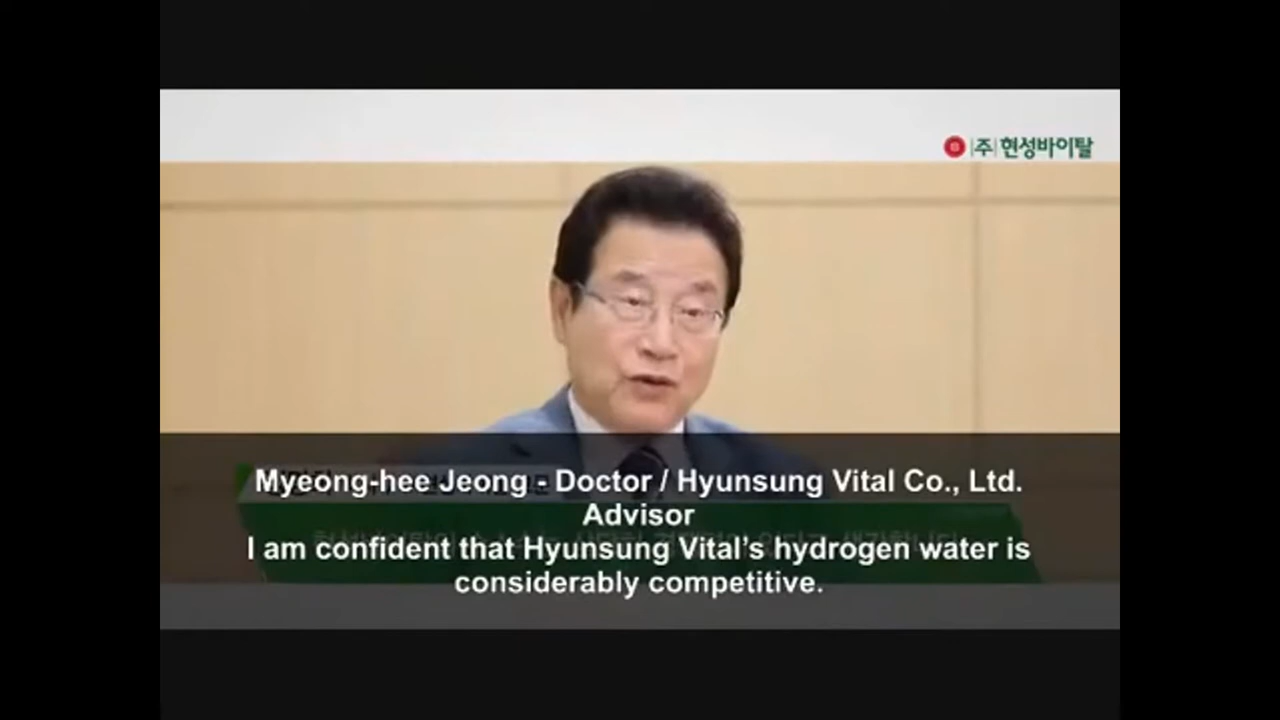 (주) 현성바이탈
Myeong-hee Jeong - Doctor / Hyunsung Vital Co., Ltd.
Advisor
I am confident that Hyunsung Vital's hydrogen water is
considerably competitive.